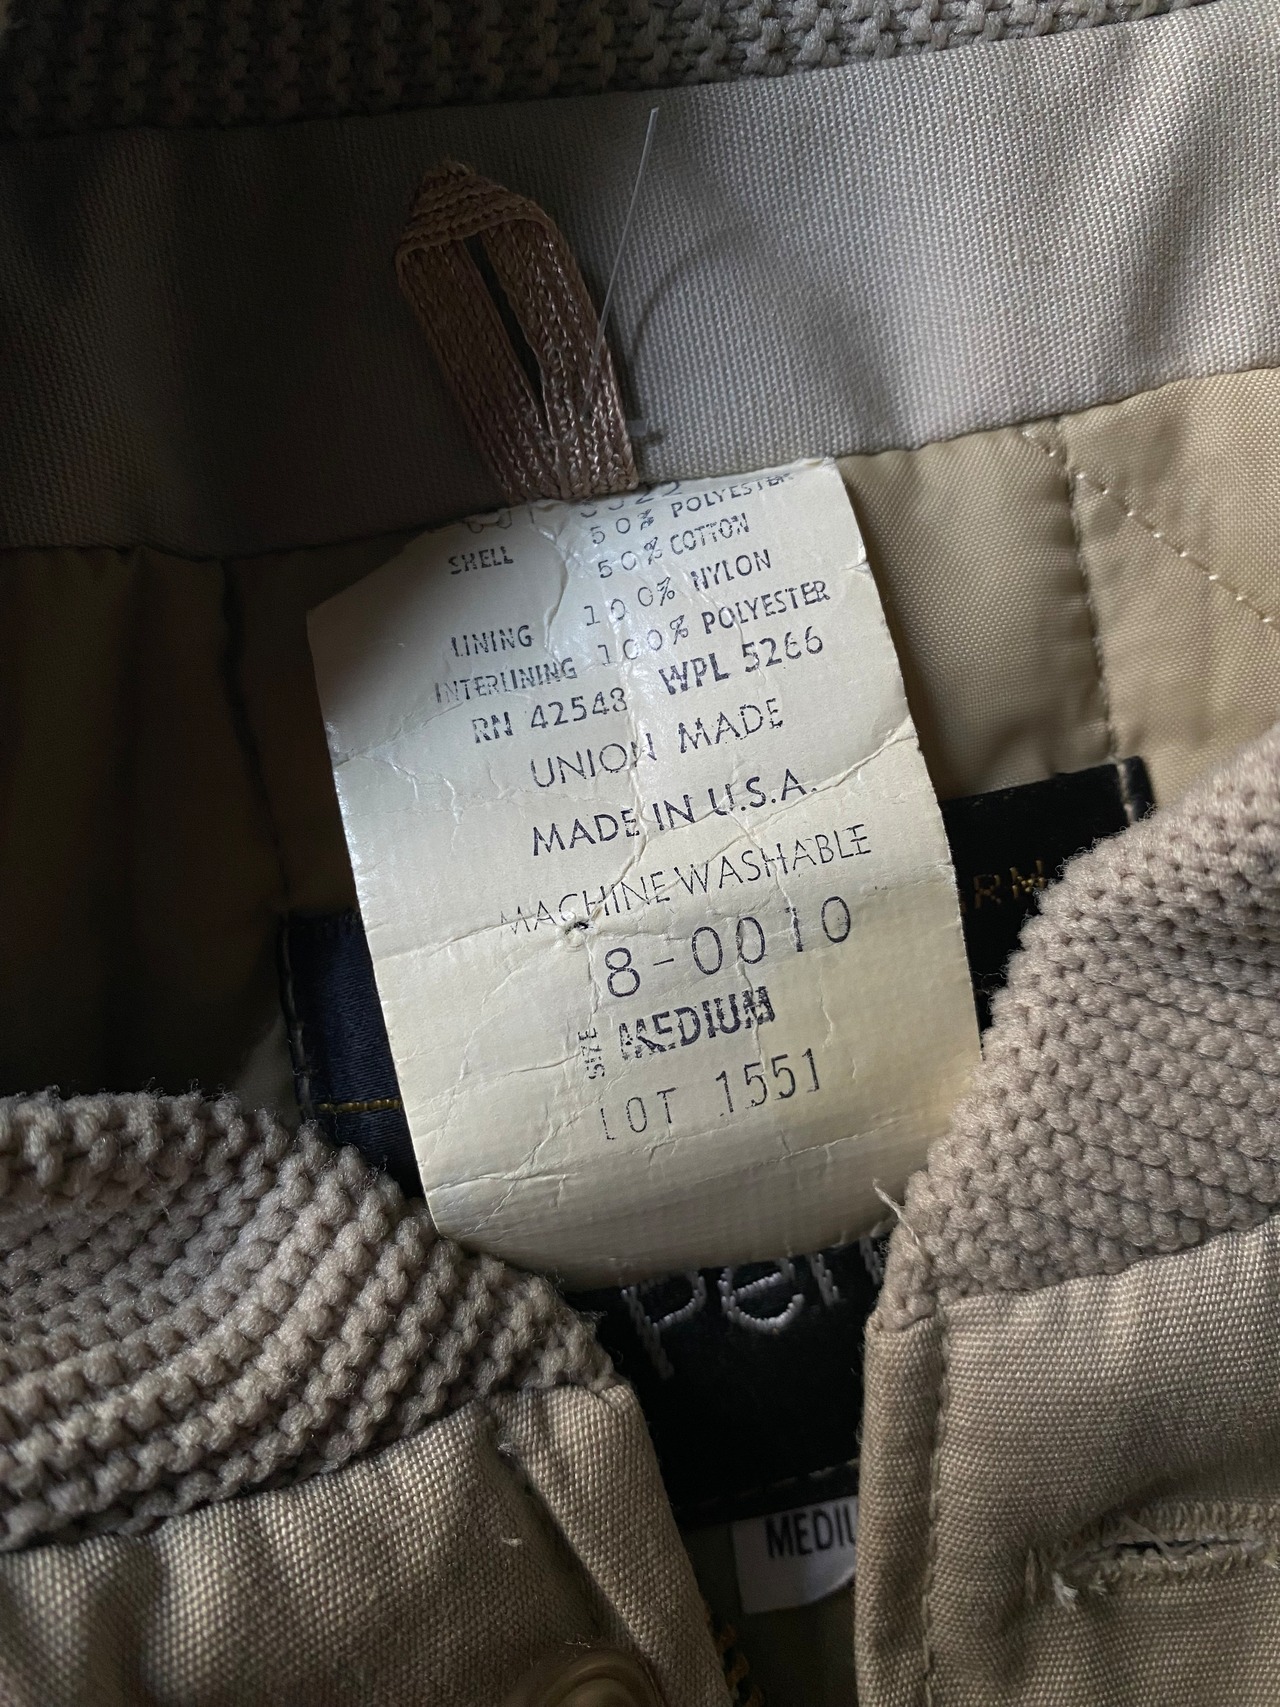 SHELL 50% POLYESTER
50% COTTON
LINING 100% NYLON
INTERLINING 100% POLYESTER
RN 42548 WPL 5266
UNION MADE
MADE IN U.S.A.
MACHINE WASHABLE
8-0010
SIZE MEDIUM
LOT 1551